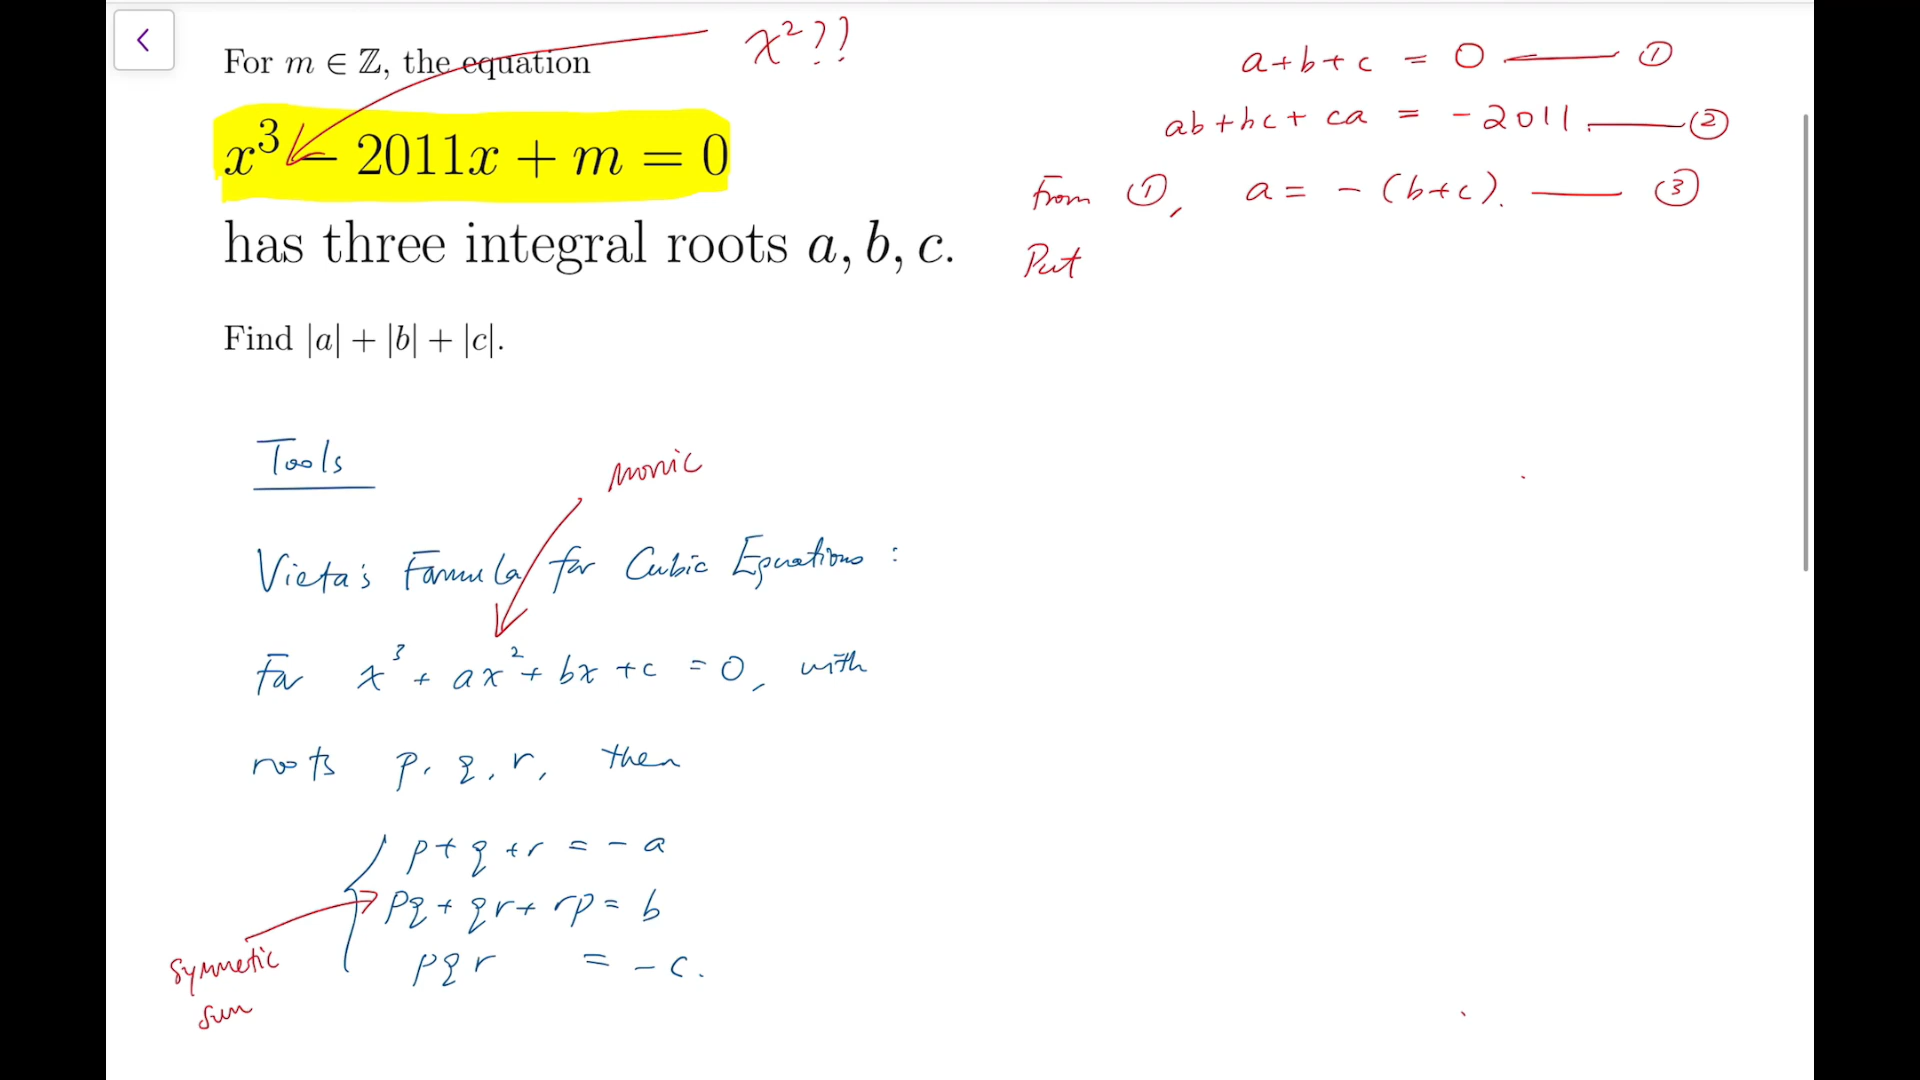 For m ∈ ℤ, the equation
x³ − 2011x + m = 0
has three integral roots a, b, c.
Find |a| + |b| + |c|.
x²??
Tools
monic
Vieta's Formula for Cubic Equations :
For x³ + ax² + bx + c = 0, with
roots p, q, r, then
p + q + r = - a
pq + qr + rp = b
pqr = - c.
Symmetric
sum
a + b + c = 0 —— ①
ab + bc + ca = - 2011. —— ②
From ①, a = - (b+c). —— ③
Put